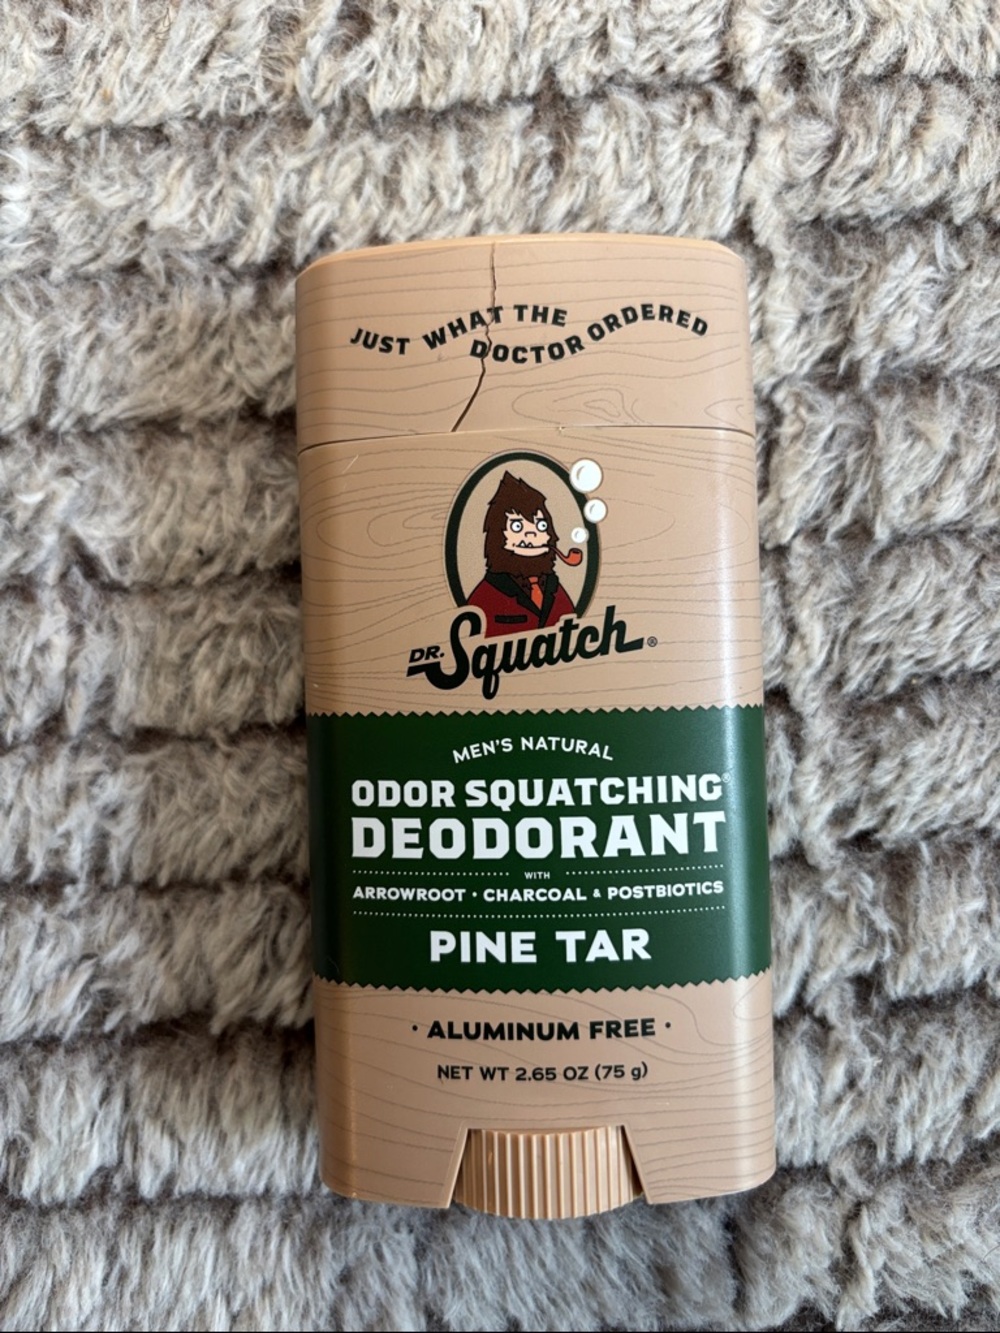 JUST WHAT THE
DOCTOR ORDERED
DR. Squatch®
MEN'S NATURAL
ODOR SQUATCHING®
DEODORANT
WITH
ARROWROOT • CHARCOAL & POSTBIOTICS
PINE TAR
• ALUMINUM FREE •
NET WT 2.65 OZ (75 g)